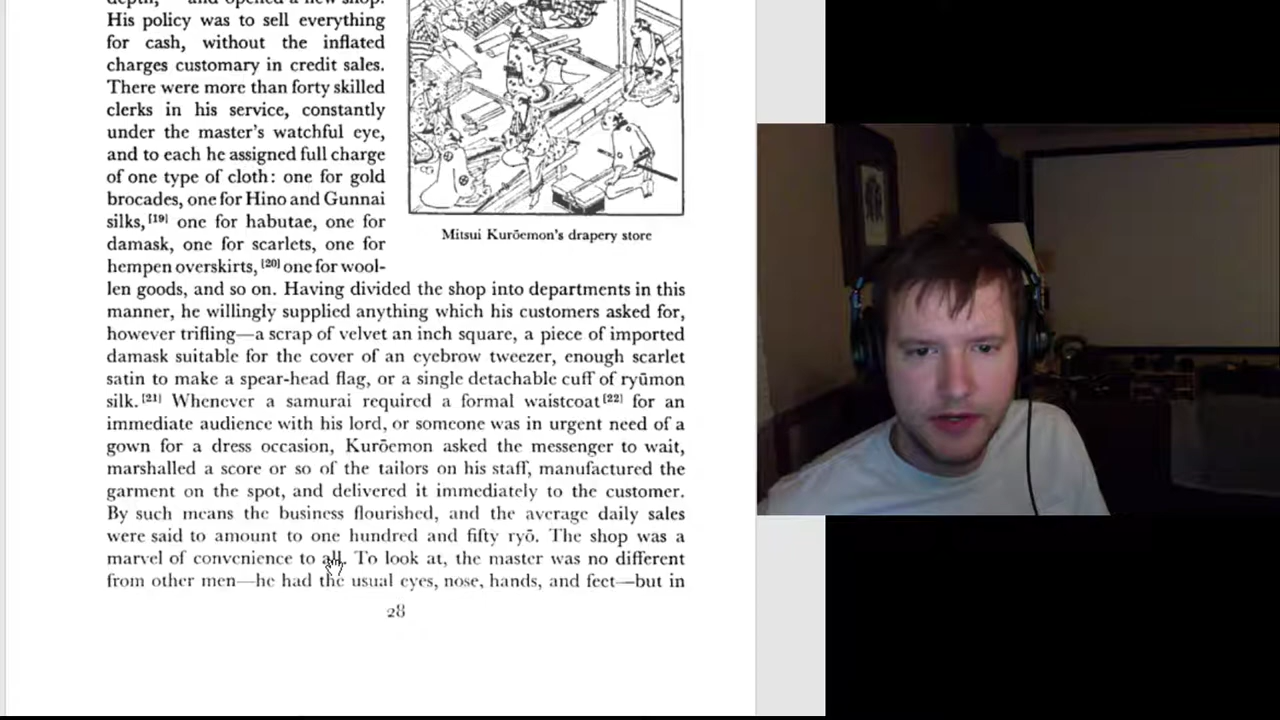 depth, and opened a new shop.
His policy was to sell everything
for cash, without the inflated
charges customary in credit sales.
There were more than forty skilled
clerks in his service, constantly
under the master's watchful eye,
and to each he assigned full charge
of one type of cloth: one for gold
brocades, one for Hino and Gunnai
silks,[19] one for habutae, one for
damask, one for scarlets, one for
hempen overskirts,[20] one for wool-
Mitsui Kurōemon's drapery store
len goods, and so on. Having divided the shop into departments in this
manner, he willingly supplied anything which his customers asked for,
however trifling—a scrap of velvet an inch square, a piece of imported
damask suitable for the cover of an eyebrow tweezer, enough scarlet
satin to make a spear-head flag, or a single detachable cuff of ryūmon
silk.[21] Whenever a samurai required a formal waistcoat[22] for an
immediate audience with his lord, or someone was in urgent need of a
gown for a dress occasion, Kurōemon asked the messenger to wait,
marshalled a score or so of the tailors on his staff, manufactured the
garment on the spot, and delivered it immediately to the customer.
By such means the business flourished, and the average daily sales
were said to amount to one hundred and fifty ryō. The shop was a
marvel of convenience to all. To look at, the master was no different
from other men—he had the usual eyes, nose, hands, and feet—but in
28